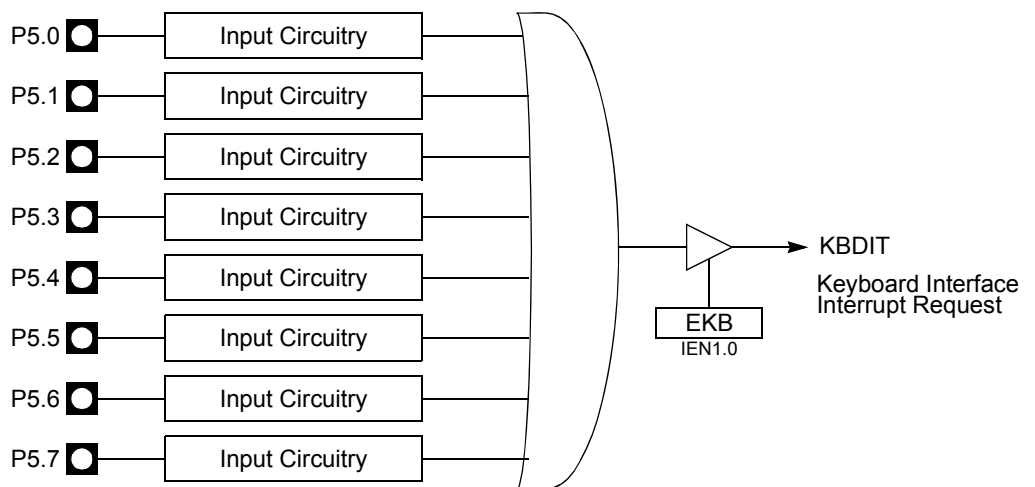 P5.0 Input Circuitry
P5.1 Input Circuitry
P5.2 Input Circuitry
P5.3 Input Circuitry
P5.4 Input Circuitry
P5.5 Input Circuitry
P5.6 Input Circuitry
P5.7 Input Circuitry
KBDIT
Keyboard Interface
Interrupt Request
EKB
IEN1.0